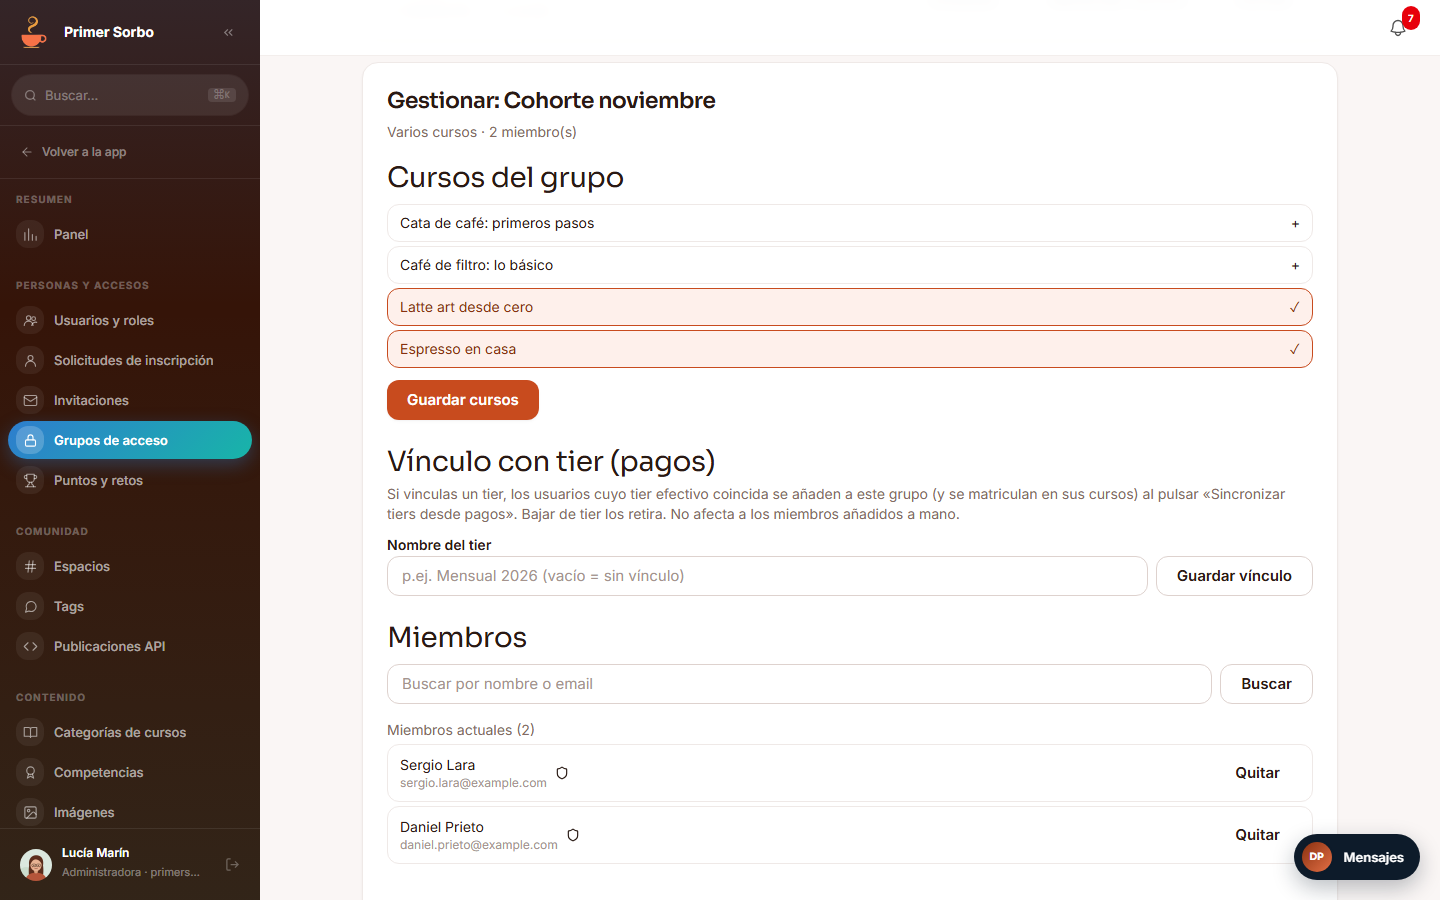 Primer Sorbo
«
7
Buscar...
⌘K
Volver a la app
RESUMEN
Panel
PERSONAS Y ACCESOS
Usuarios y roles
Solicitudes de inscripción
Invitaciones
Grupos de acceso
Puntos y retos
COMUNIDAD
Espacios
Tags
Publicaciones API
CONTENIDO
Categorías de cursos
Competencias
Imágenes
Lucía Marín
Administradora · primers...
Gestionar: Cohorte noviembre
Varios cursos · 2 miembro(s)
Cursos del grupo
Cata de café: primeros pasos +
Café de filtro: lo básico +
Latte art desde cero ✓
Espresso en casa ✓
Guardar cursos
Vínculo con tier (pagos)
Si vinculas un tier, los usuarios cuyo tier efectivo coincida se añaden a este grupo (y se matriculan en sus cursos) al pulsar «Sincronizar
tiers desde pagos». Bajar de tier los retira. No afecta a los miembros añadidos a mano.
Nombre del tier
p.ej. Mensual 2026 (vacío = sin vínculo)
Guardar vínculo
Miembros
Buscar por nombre o email
Buscar
Miembros actuales (2)
Sergio Lara
sergio.lara@example.com
Quitar
Daniel Prieto
daniel.prieto@example.com
Quitar
DP
Mensajes